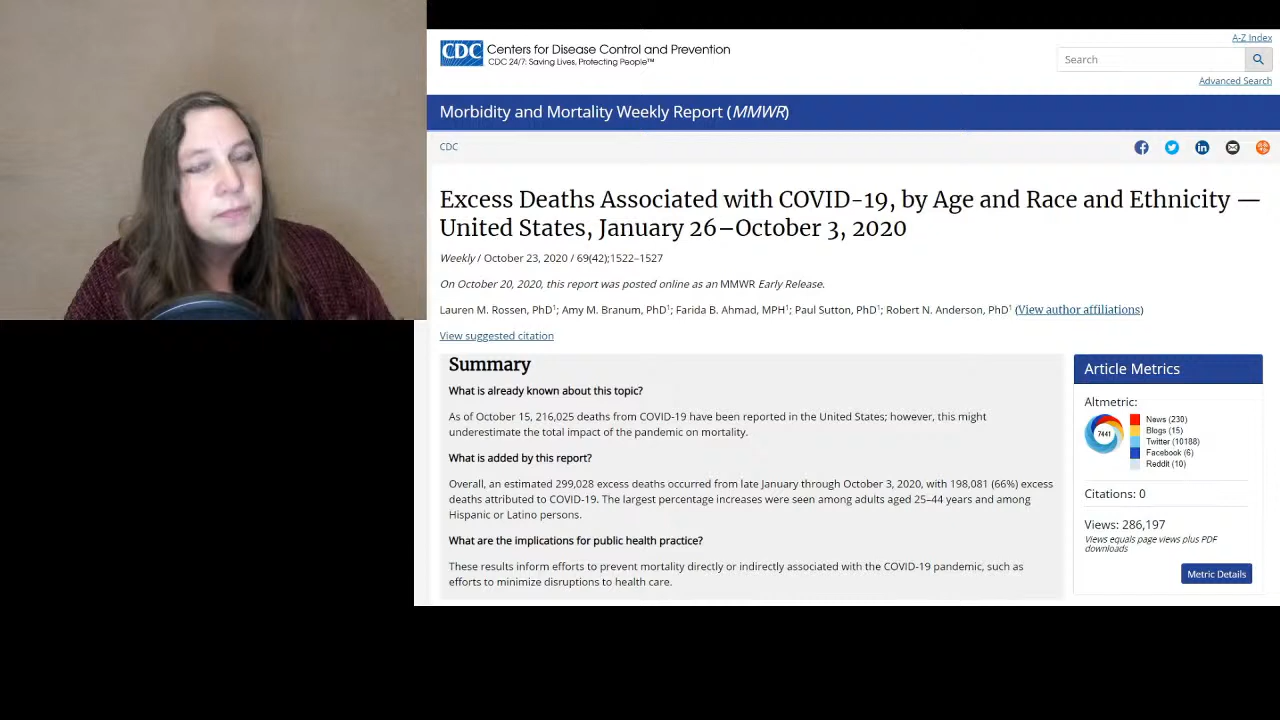 CDC Centers for Disease Control and Prevention
CDC 24/7: Saving Lives, Protecting People™
A-Z Index
Search
Advanced Search
Morbidity and Mortality Weekly Report (MMWR)
CDC
Excess Deaths Associated with COVID-19, by Age and Race and Ethnicity —
United States, January 26–October 3, 2020
Weekly / October 23, 2020 / 69(42);1522–1527
On October 20, 2020, this report was posted online as an MMWR Early Release.
Lauren M. Rossen, PhD¹; Amy M. Branum, PhD¹; Farida B. Ahmad, MPH¹; Paul Sutton, PhD¹; Robert N. Anderson, PhD¹ (View author affiliations)
View suggested citation
Summary
What is already known about this topic?
As of October 15, 216,025 deaths from COVID-19 have been reported in the United States; however, this might
underestimate the total impact of the pandemic on mortality.
What is added by this report?
Overall, an estimated 299,028 excess deaths occurred from late January through October 3, 2020, with 198,081 (66%) excess
deaths attributed to COVID-19. The largest percentage increases were seen among adults aged 25–44 years and among
Hispanic or Latino persons.
What are the implications for public health practice?
These results inform efforts to prevent mortality directly or indirectly associated with the COVID-19 pandemic, such as
efforts to minimize disruptions to health care.
Article Metrics
Altmetric:
7441
News (239)
Blogs (15)
Twitter (10188)
Facebook (6)
Reddit (10)
Citations: 0
Views: 286,197
Views equals page views plus PDF
downloads
Metric Details